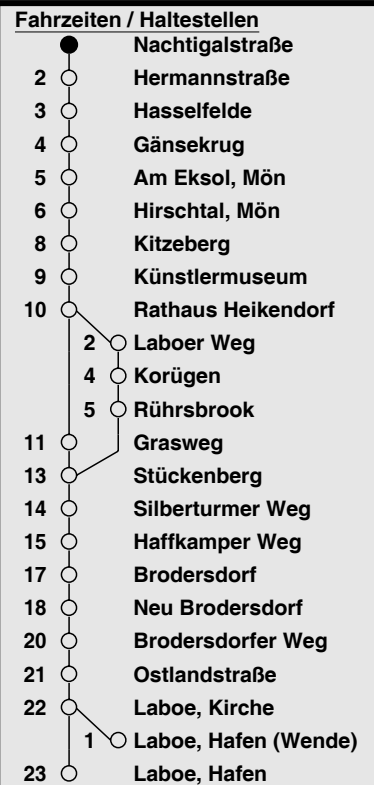 Fahrzeiten / Haltestellen
Nachtigalstraße
2 Hermannstraße
3 Hasselfelde
4 Gänsekrug
5 Am Eksol, Mön
6 Hirschtal, Mön
8 Kitzeberg
9 Künstlermuseum
10 Rathaus Heikendorf
2 Laboer Weg
4 Korügen
5 Rührsbrook
11 Grasweg
13 Stückenberg
14 Silberturmer Weg
15 Haffkamper Weg
17 Brodersdorf
18 Neu Brodersdorf
20 Brodersdorfer Weg
21 Ostlandstraße
22 Laboe, Kirche
1 Laboe, Hafen (Wende)
23 Laboe, Hafen